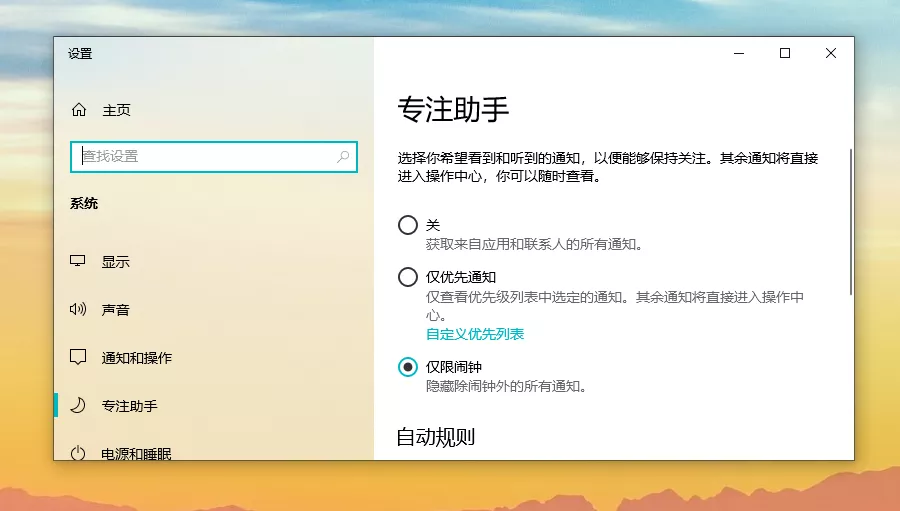 设置
主页
查找设置
系统
显示
声音
通知和操作
专注助手
电源和睡眠
专注助手
选择你希望看到和听到的通知，以便能够保持关注。其余通知将直接
进入操作中心，你可以随时查看。
关
获取来自应用和联系人的所有通知。
仅优先通知
仅查看优先级列表中选定的通知。其余通知将直接进入操作中
心。
自定义优先列表
仅限闹钟
隐藏除闹钟外的所有通知。
自动规则